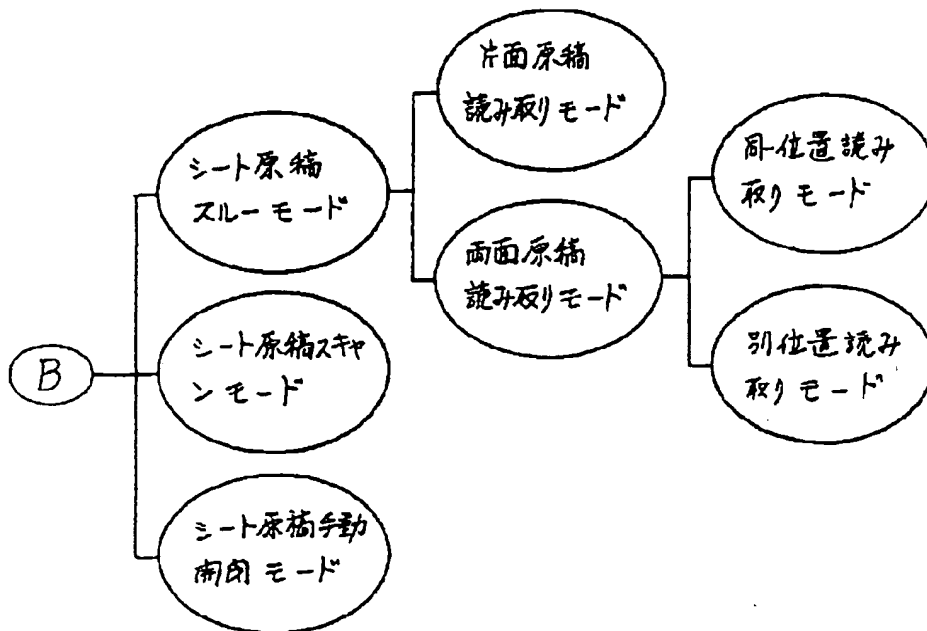 片面原稿
読み取りモード
シート原稿
スルーモード
同一位置読み
取りモード
両面原稿
読み取りモード
シート原稿スキャ
ンモード
別位置読み
取りモード
B
シート原稿手動
開閉モード